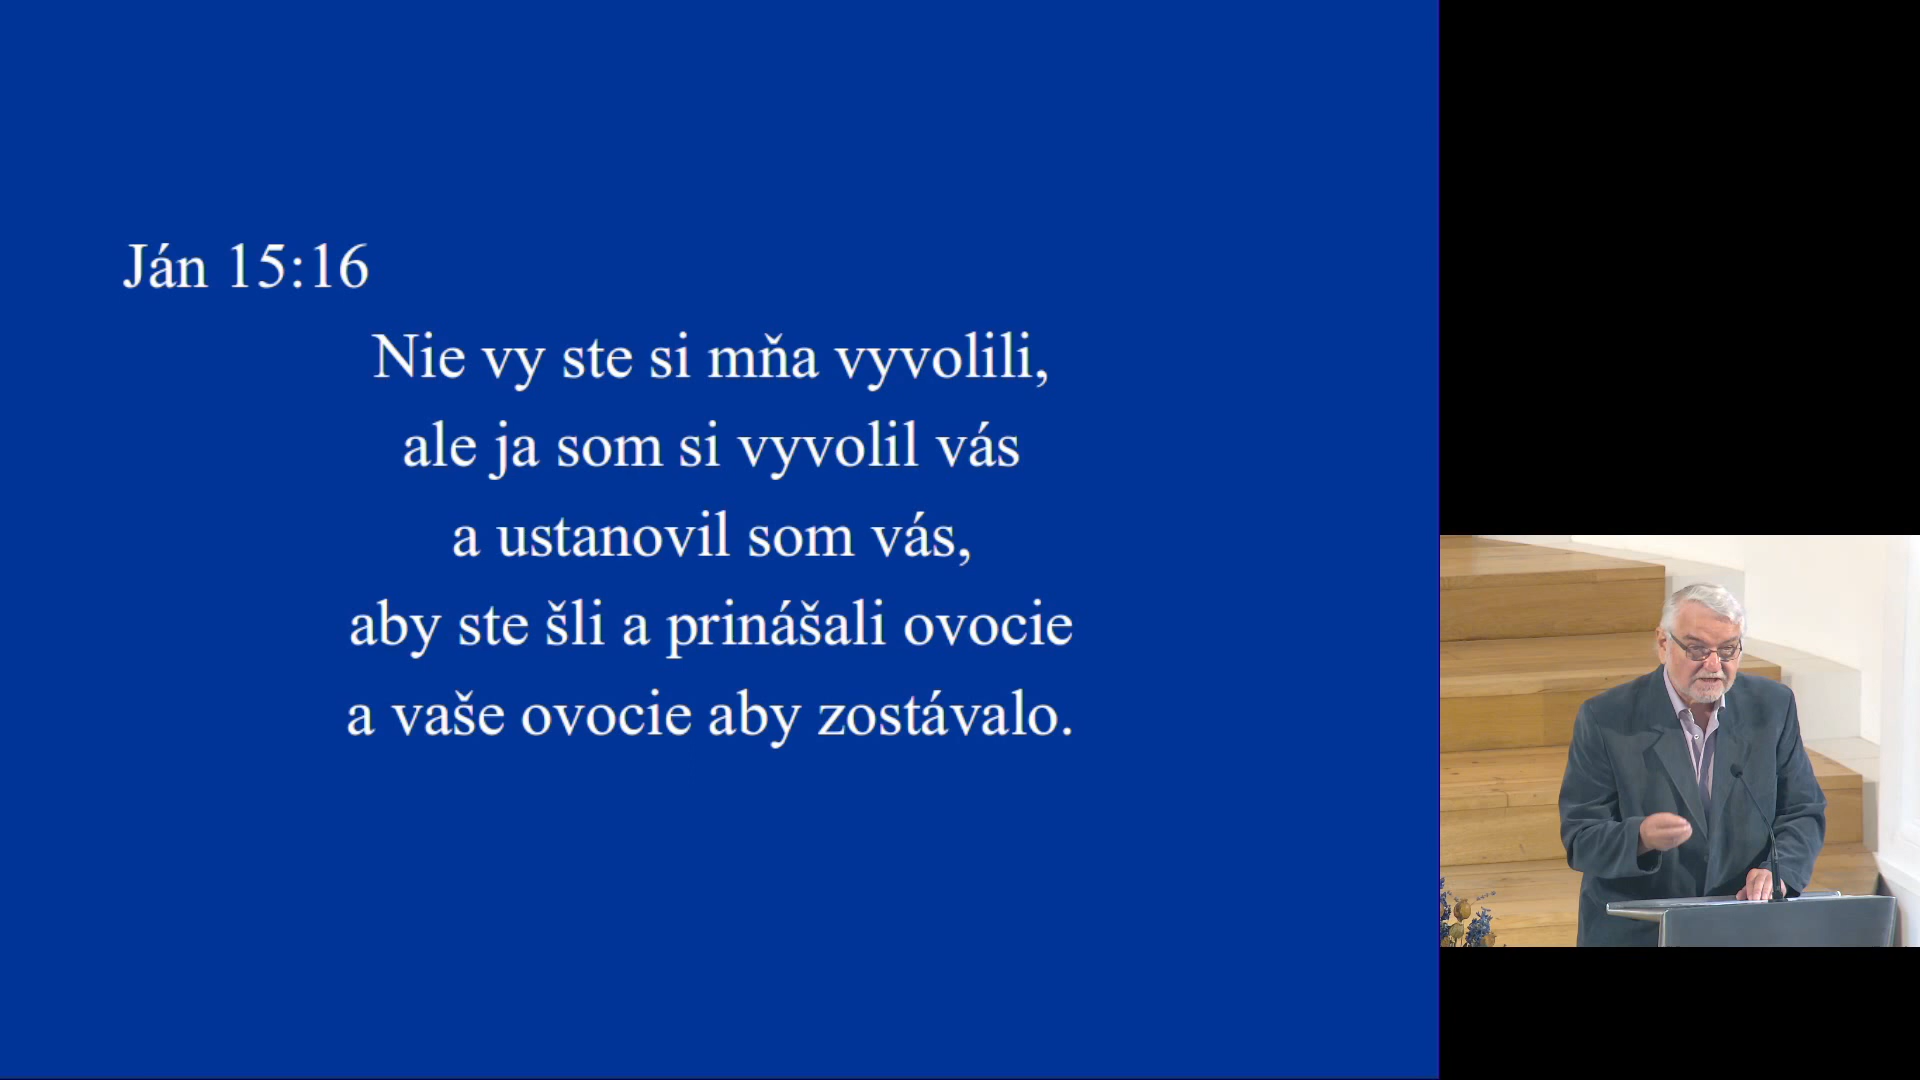 Ján 15:16
Nie vy ste si mňa vyvolili,
ale ja som si vyvolil vás
a ustanovil som vás,
aby ste šli a prinášali ovocie
a vaše ovocie aby zostávalo.